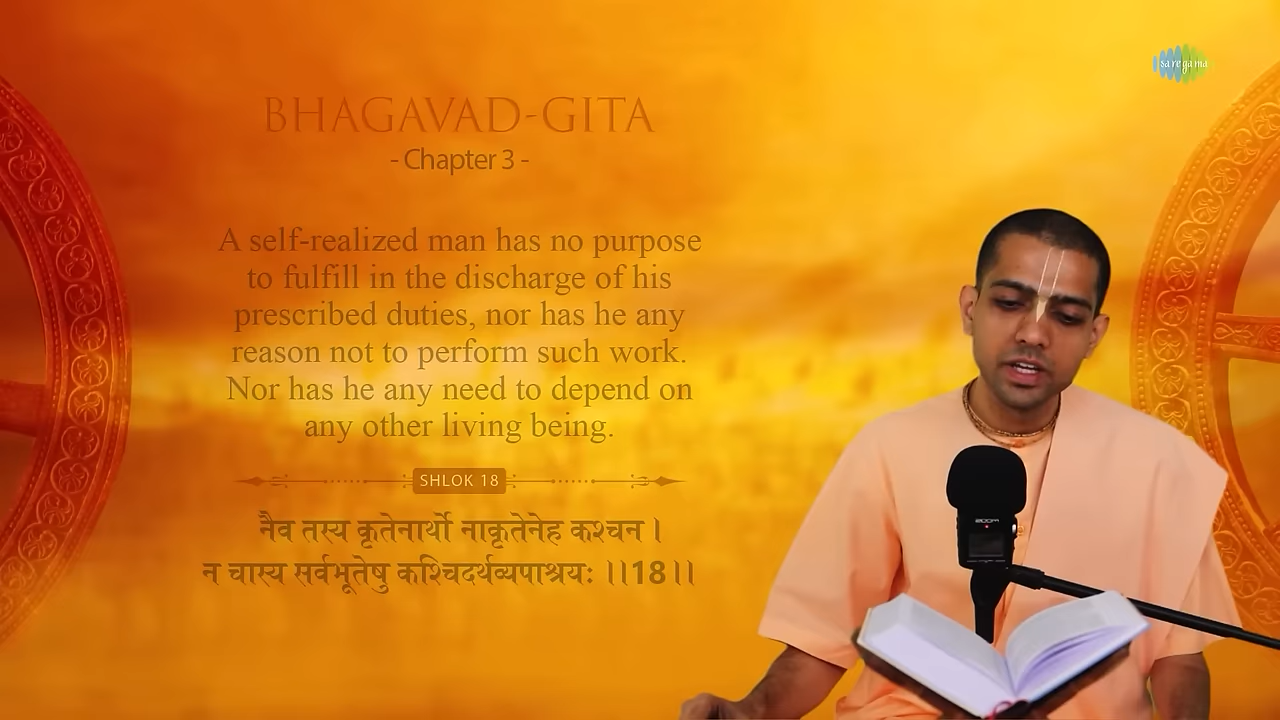 saregama
BHAGAVAD-GITA
- Chapter 3 -
A self-realized man has no purpose
to fulfill in the discharge of his
prescribed duties, nor has he any
reason not to perform such work.
Nor has he any need to depend on
any other living being.
SHLOK 18
नैव तस्य कृतेनार्थो नाकृतेनेह कश्चन ।
न चास्य सर्वभूतेषु कश्चिदर्थव्यपाश्रयः ।।18।।
zoom